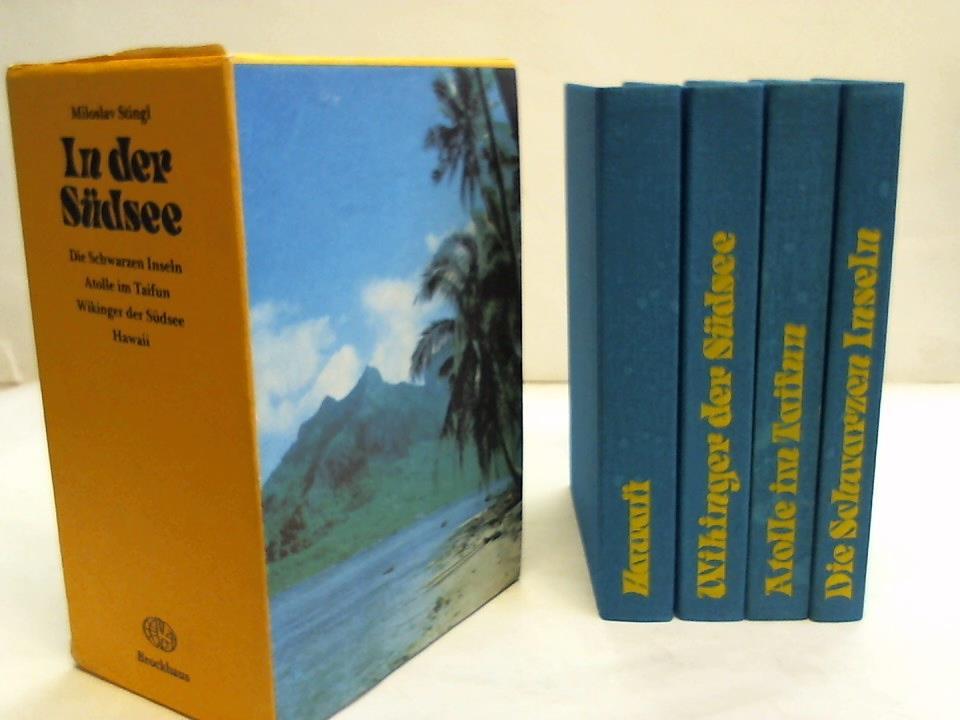 Miloslav Stingl
In der
Südsee
Die Schwarzen Inseln
Atolle im Taifun
Wikinger der Südsee
Hawaii
Brockhaus
Hawaii
Wikinger der Südsee
Atolle im Taifun
Die Schwarzen Inseln